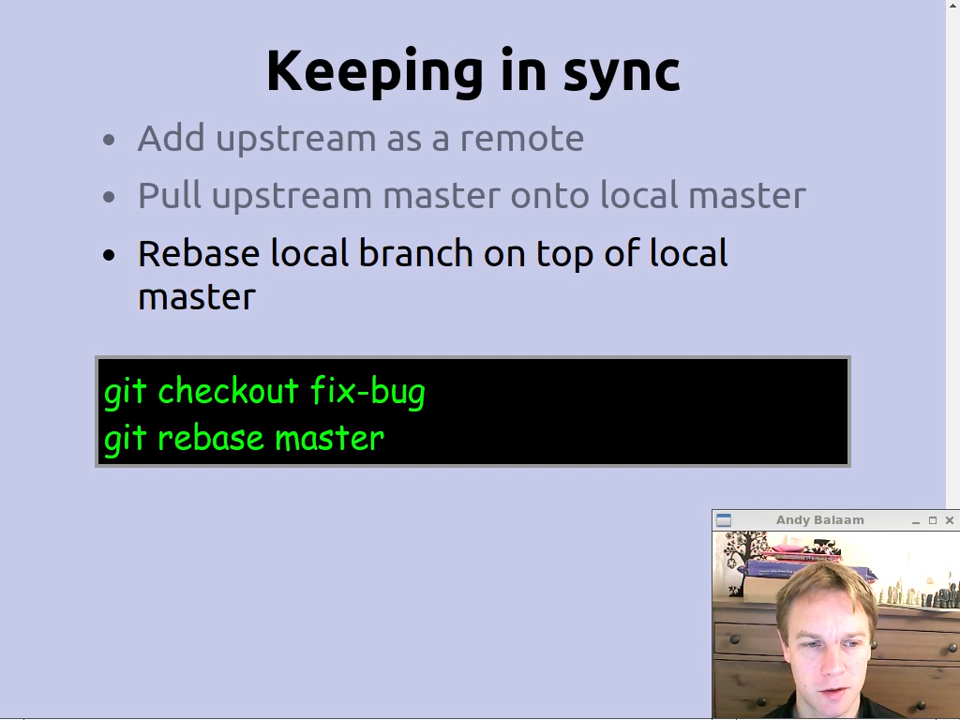 Keeping in sync
• Add upstream as a remote
• Pull upstream master onto local master
• Rebase local branch on top of local
master
git checkout fix-bug
git rebase master
Andy Balaam